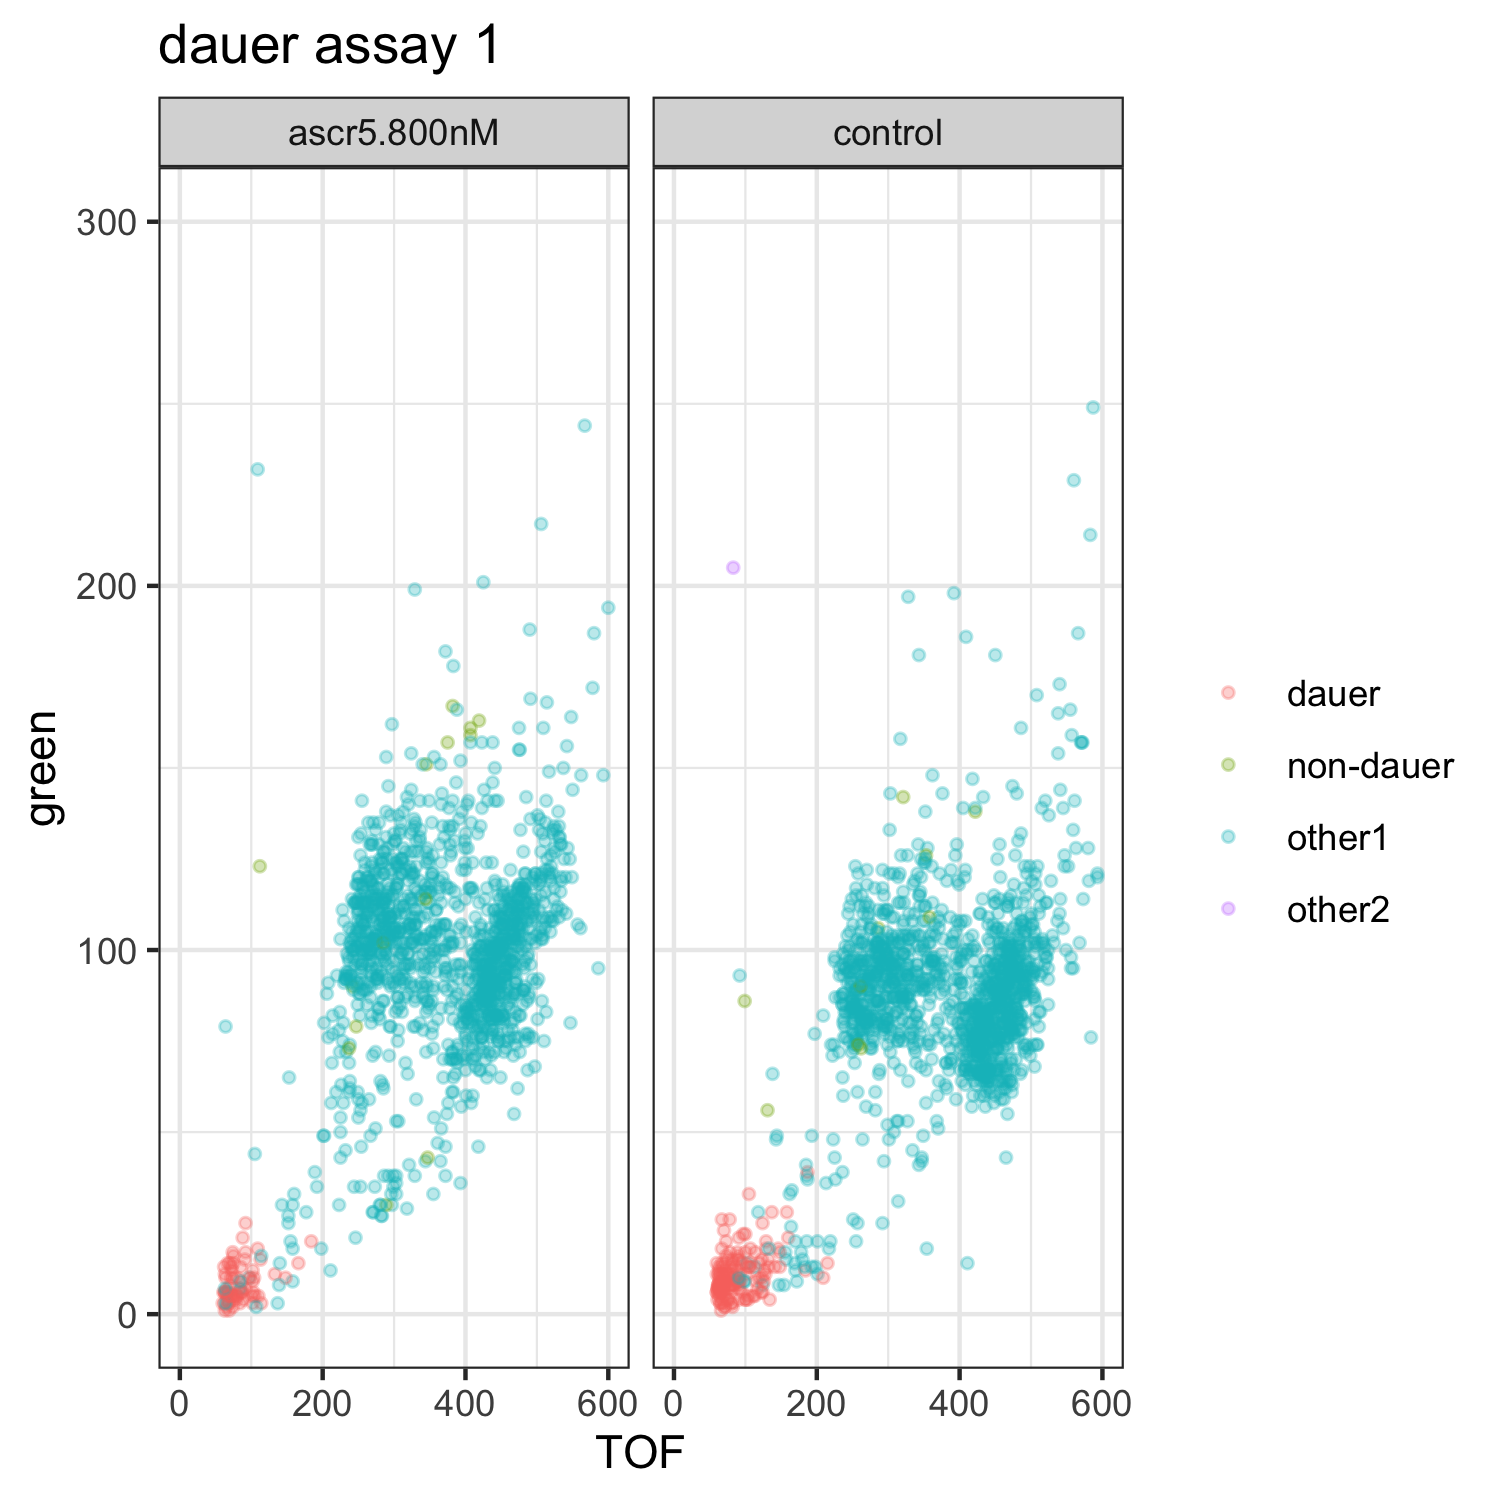 dauer assay 1
ascr5.800nM
control
300
200
100
0
green
0 200 400 600
0 200 400 600
TOF
dauer
non-dauer
other1
other2